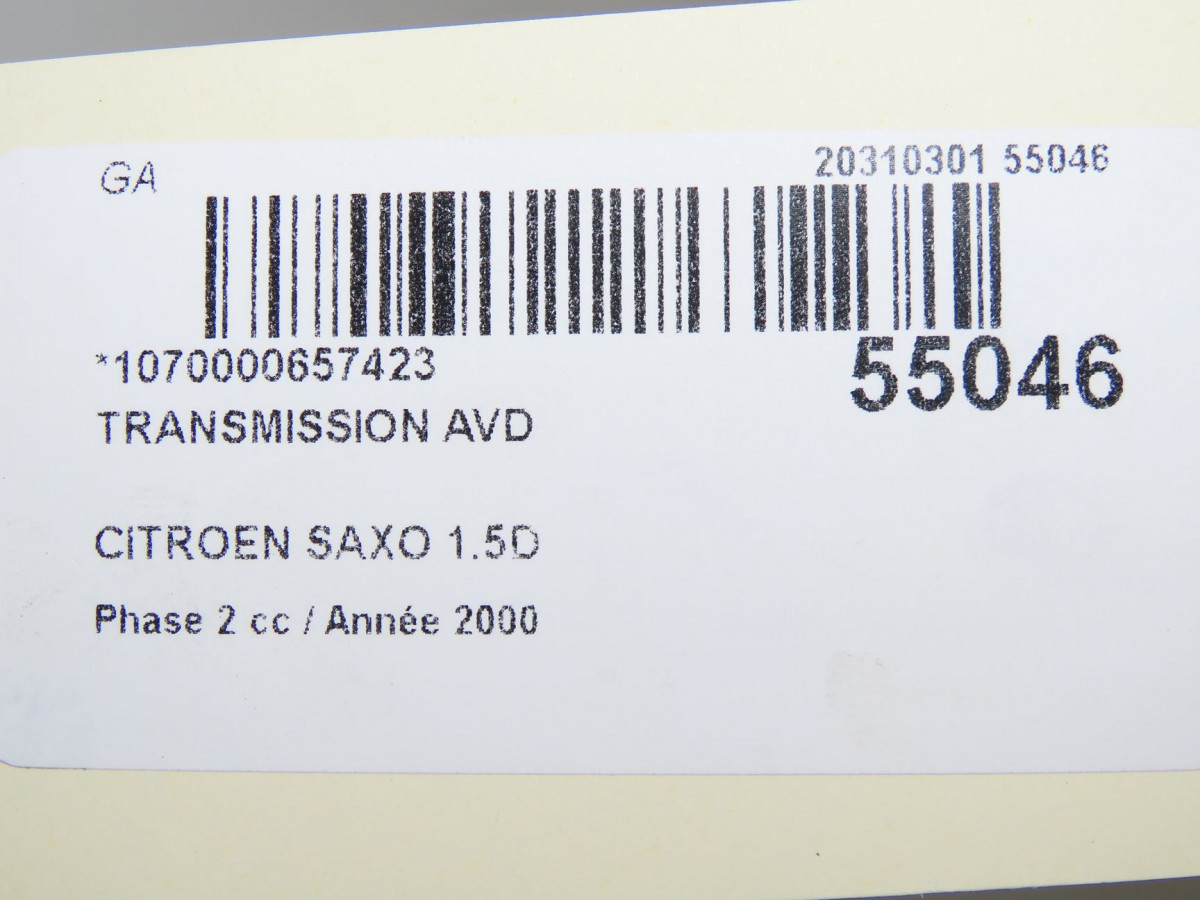 GA 20310301 55046
*1070000657423 55046
TRANSMISSION AVD
CITROEN SAXO 1.5D
Phase 2 cc / Année 2000